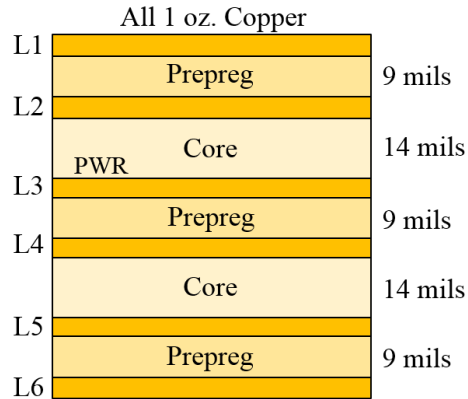 All 1 oz. Copper
L1
Prepreg 9 mils
L2
Core 14 mils
PWR
L3
Prepreg 9 mils
L4
Core 14 mils
L5
Prepreg 9 mils
L6